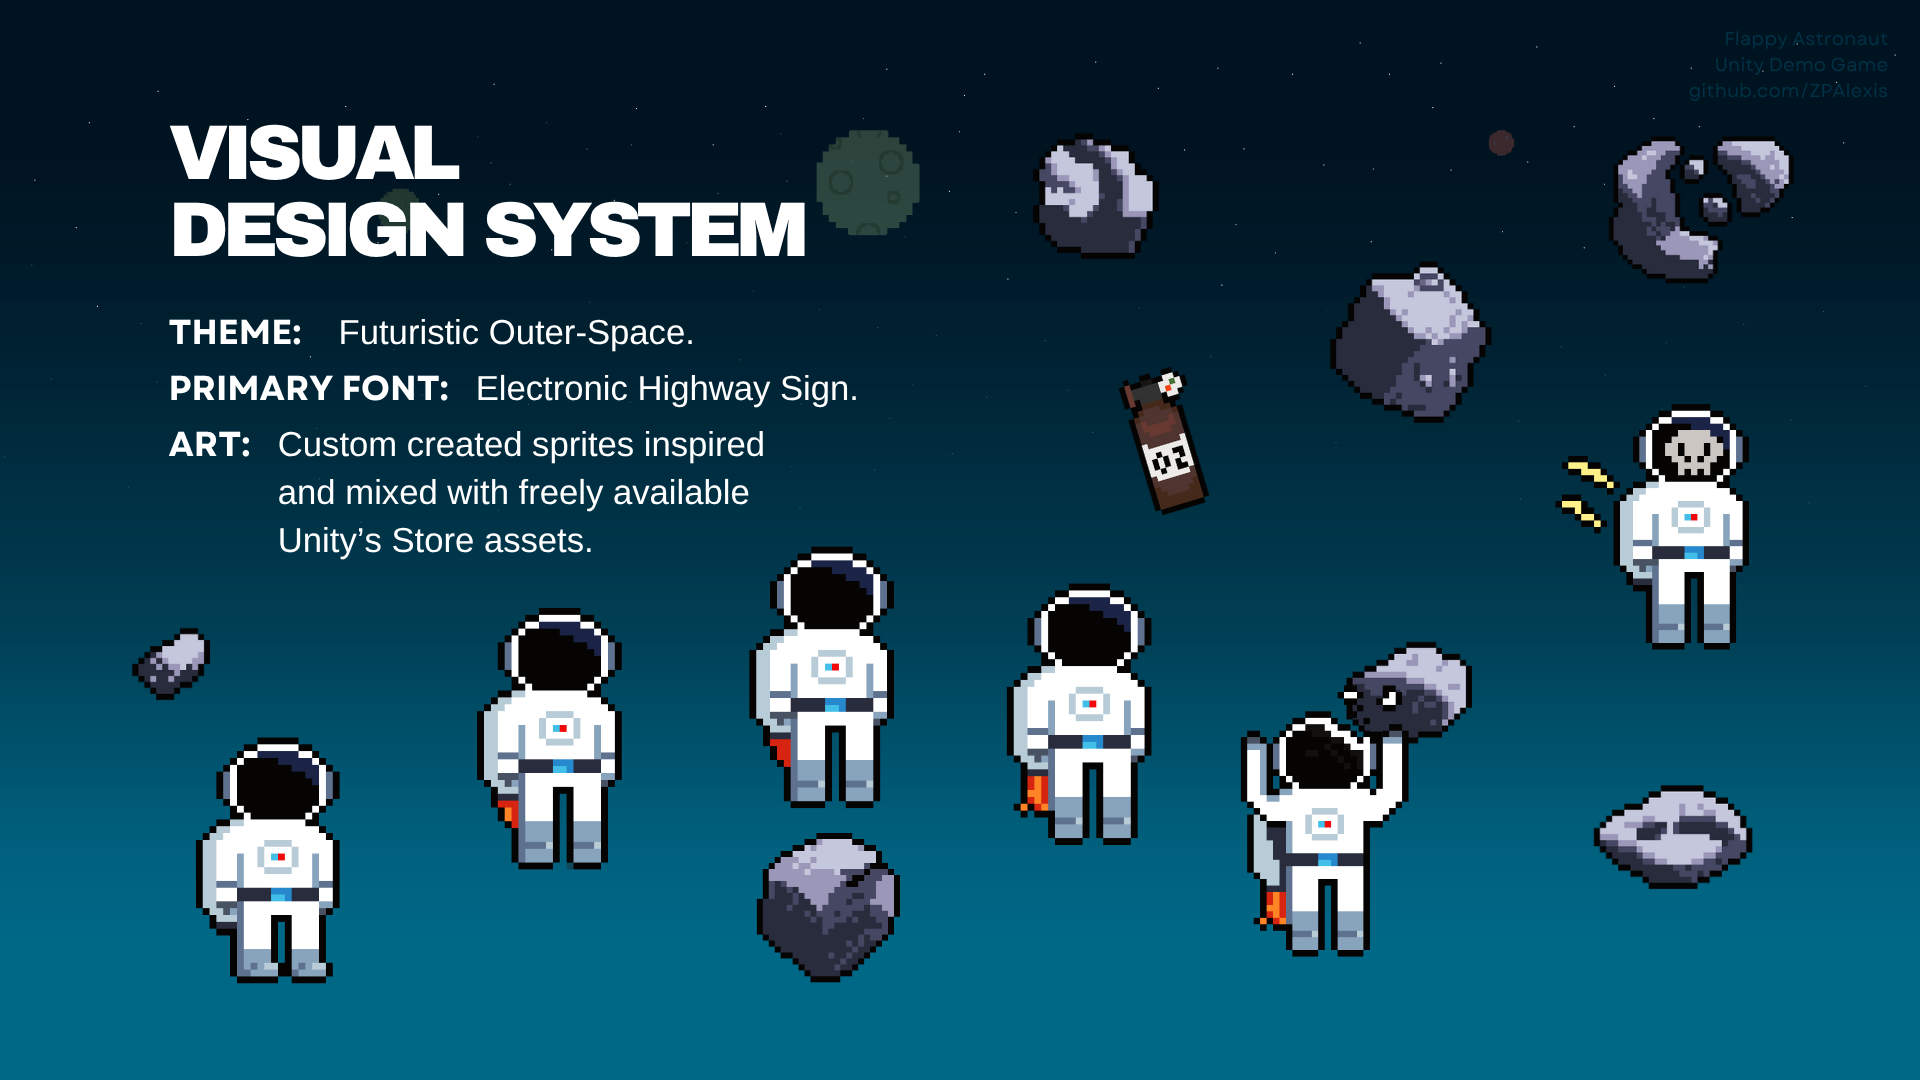 Flappy Astronaut
Unity Demo Game
github.com/ZPAlexis
VISUAL
DESIGN SYSTEM
THEME: Futuristic Outer-Space.
PRIMARY FONT: Electronic Highway Sign.
ART: Custom created sprites inspired
and mixed with freely available
Unity’s Store assets.